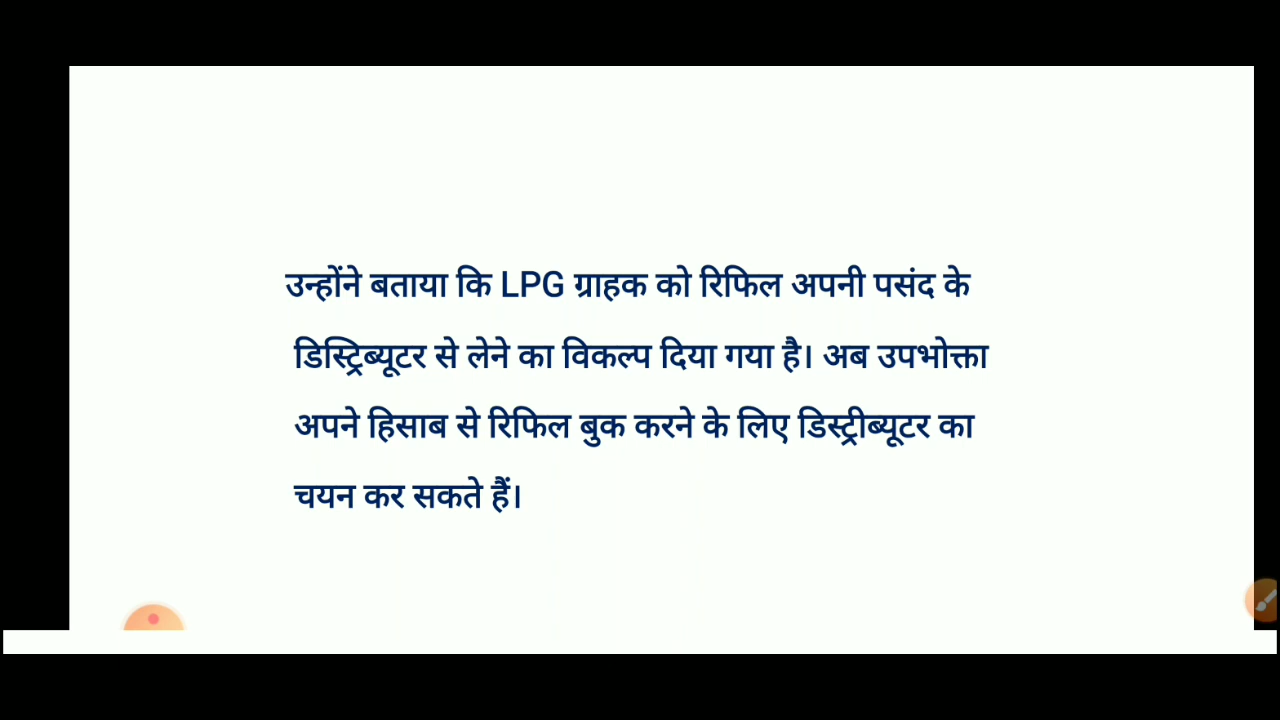 उन्होंने बताया कि LPG ग्राहक को रिफिल अपनी पसंद के
डिस्ट्रिब्यूटर से लेने का विकल्प दिया गया है। अब उपभोक्ता
अपने हिसाब से रिफिल बुक करने के लिए डिस्ट्रीब्यूटर का
चयन कर सकते हैं।